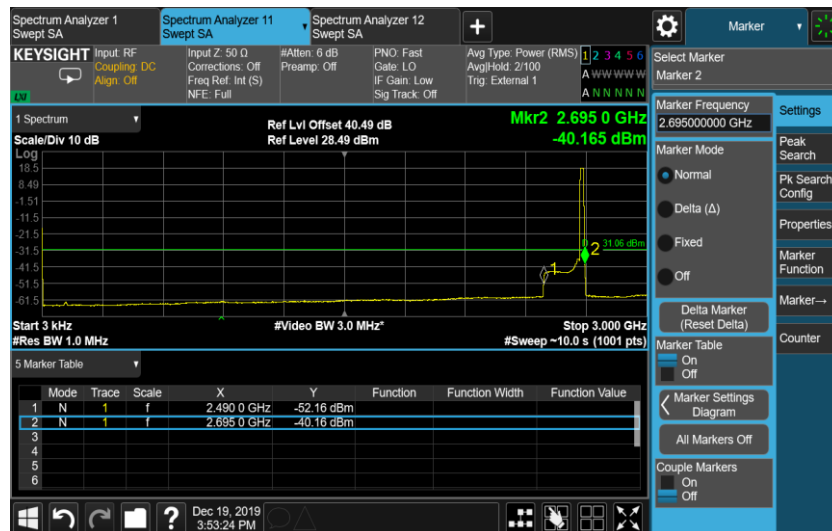 Spectrum Analyzer 1
Swept SA
Spectrum Analyzer 11
Swept SA
Spectrum Analyzer 12
Swept SA
+
Marker
KEYSIGHT
Input: RF
Coupling: DC
Align: Off
Input Z: 50 Ω
Corrections: Off
Freq Ref: Int (S)
NFE: Full
#Atten: 6 dB
Preamp: Off
PNO: Fast
Gate: LO
IF Gain: Low
Sig Track: Off
Avg Type: Power (RMS)
Avg|Hold: 2/100
Trig: External 1
1 2 3 4 5 6
A W W W W W
A N N N N N
LXI
Select Marker
Marker 2
1 Spectrum
Scale/Div 10 dB
Log
Ref Lvl Offset 40.49 dB
Ref Level 28.49 dBm
Mkr2 2.695 0 GHz
-40.165 dBm
18.5
8.49
-1.51
-11.5
-21.5
-31.5
-41.5
-51.5
-61.5
31.06 dBm
1
2
Start 3 kHz
#Res BW 1.0 MHz
#Video BW 3.0 MHz*
Stop 3.000 GHz
#Sweep ~10.0 s (1001 pts)
5 Marker Table
Mode Trace Scale X Y Function Function Width Function Value
1 N 1 f 2.490 0 GHz -52.16 dBm
2 N 1 f 2.695 0 GHz -40.16 dBm
3
4
5
6
Marker Frequency
2.695000000 GHz
Marker Mode
Normal
Delta (Δ)
Fixed
Off
Delta Marker
(Reset Delta)
Marker Table
On
Off
Marker Settings
Diagram
All Markers Off
Couple Markers
On
Off
Settings
Peak
Search
Pk Search
Config
Properties
Marker
Function
Marker→
Counter
?
Dec 19, 2019
3:53:24 PM